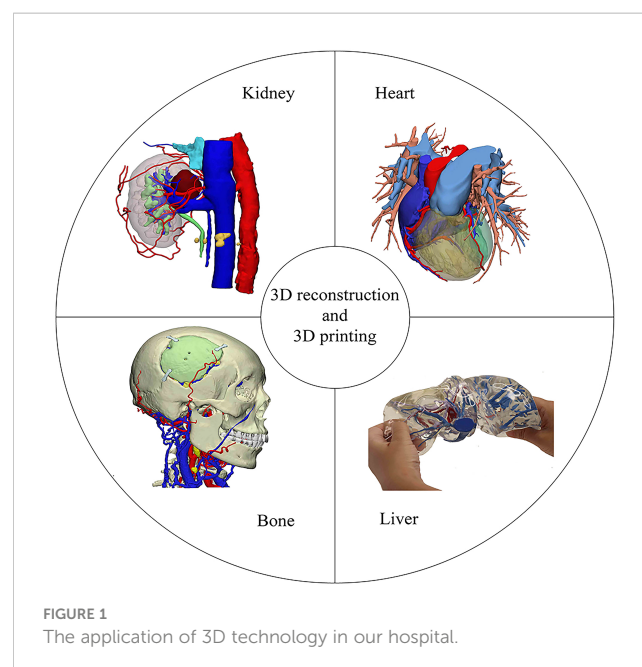 Kidney
Heart
3D reconstruction
and
3D printing
Bone
Liver
FIGURE 1
The application of 3D technology in our hospital.